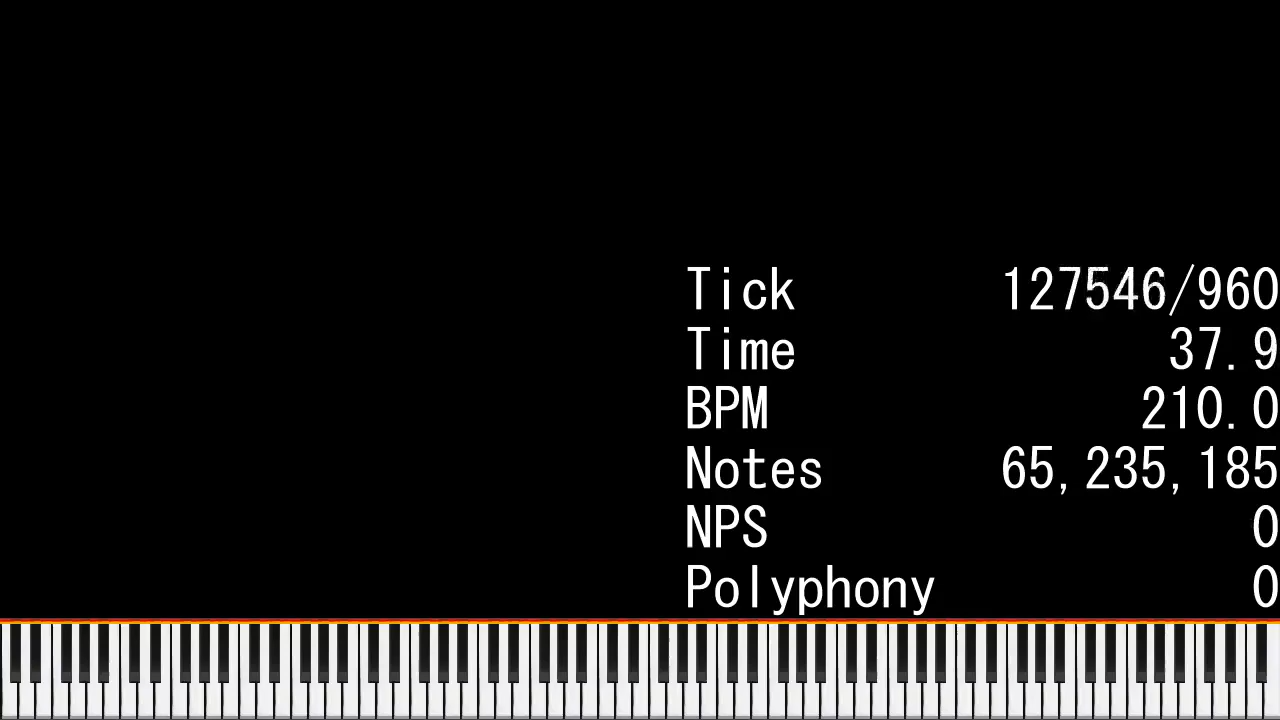 Tick 127546/960
Time 37.9
BPM 210.0
Notes 65,235,185
NPS 0
Polyphony 0